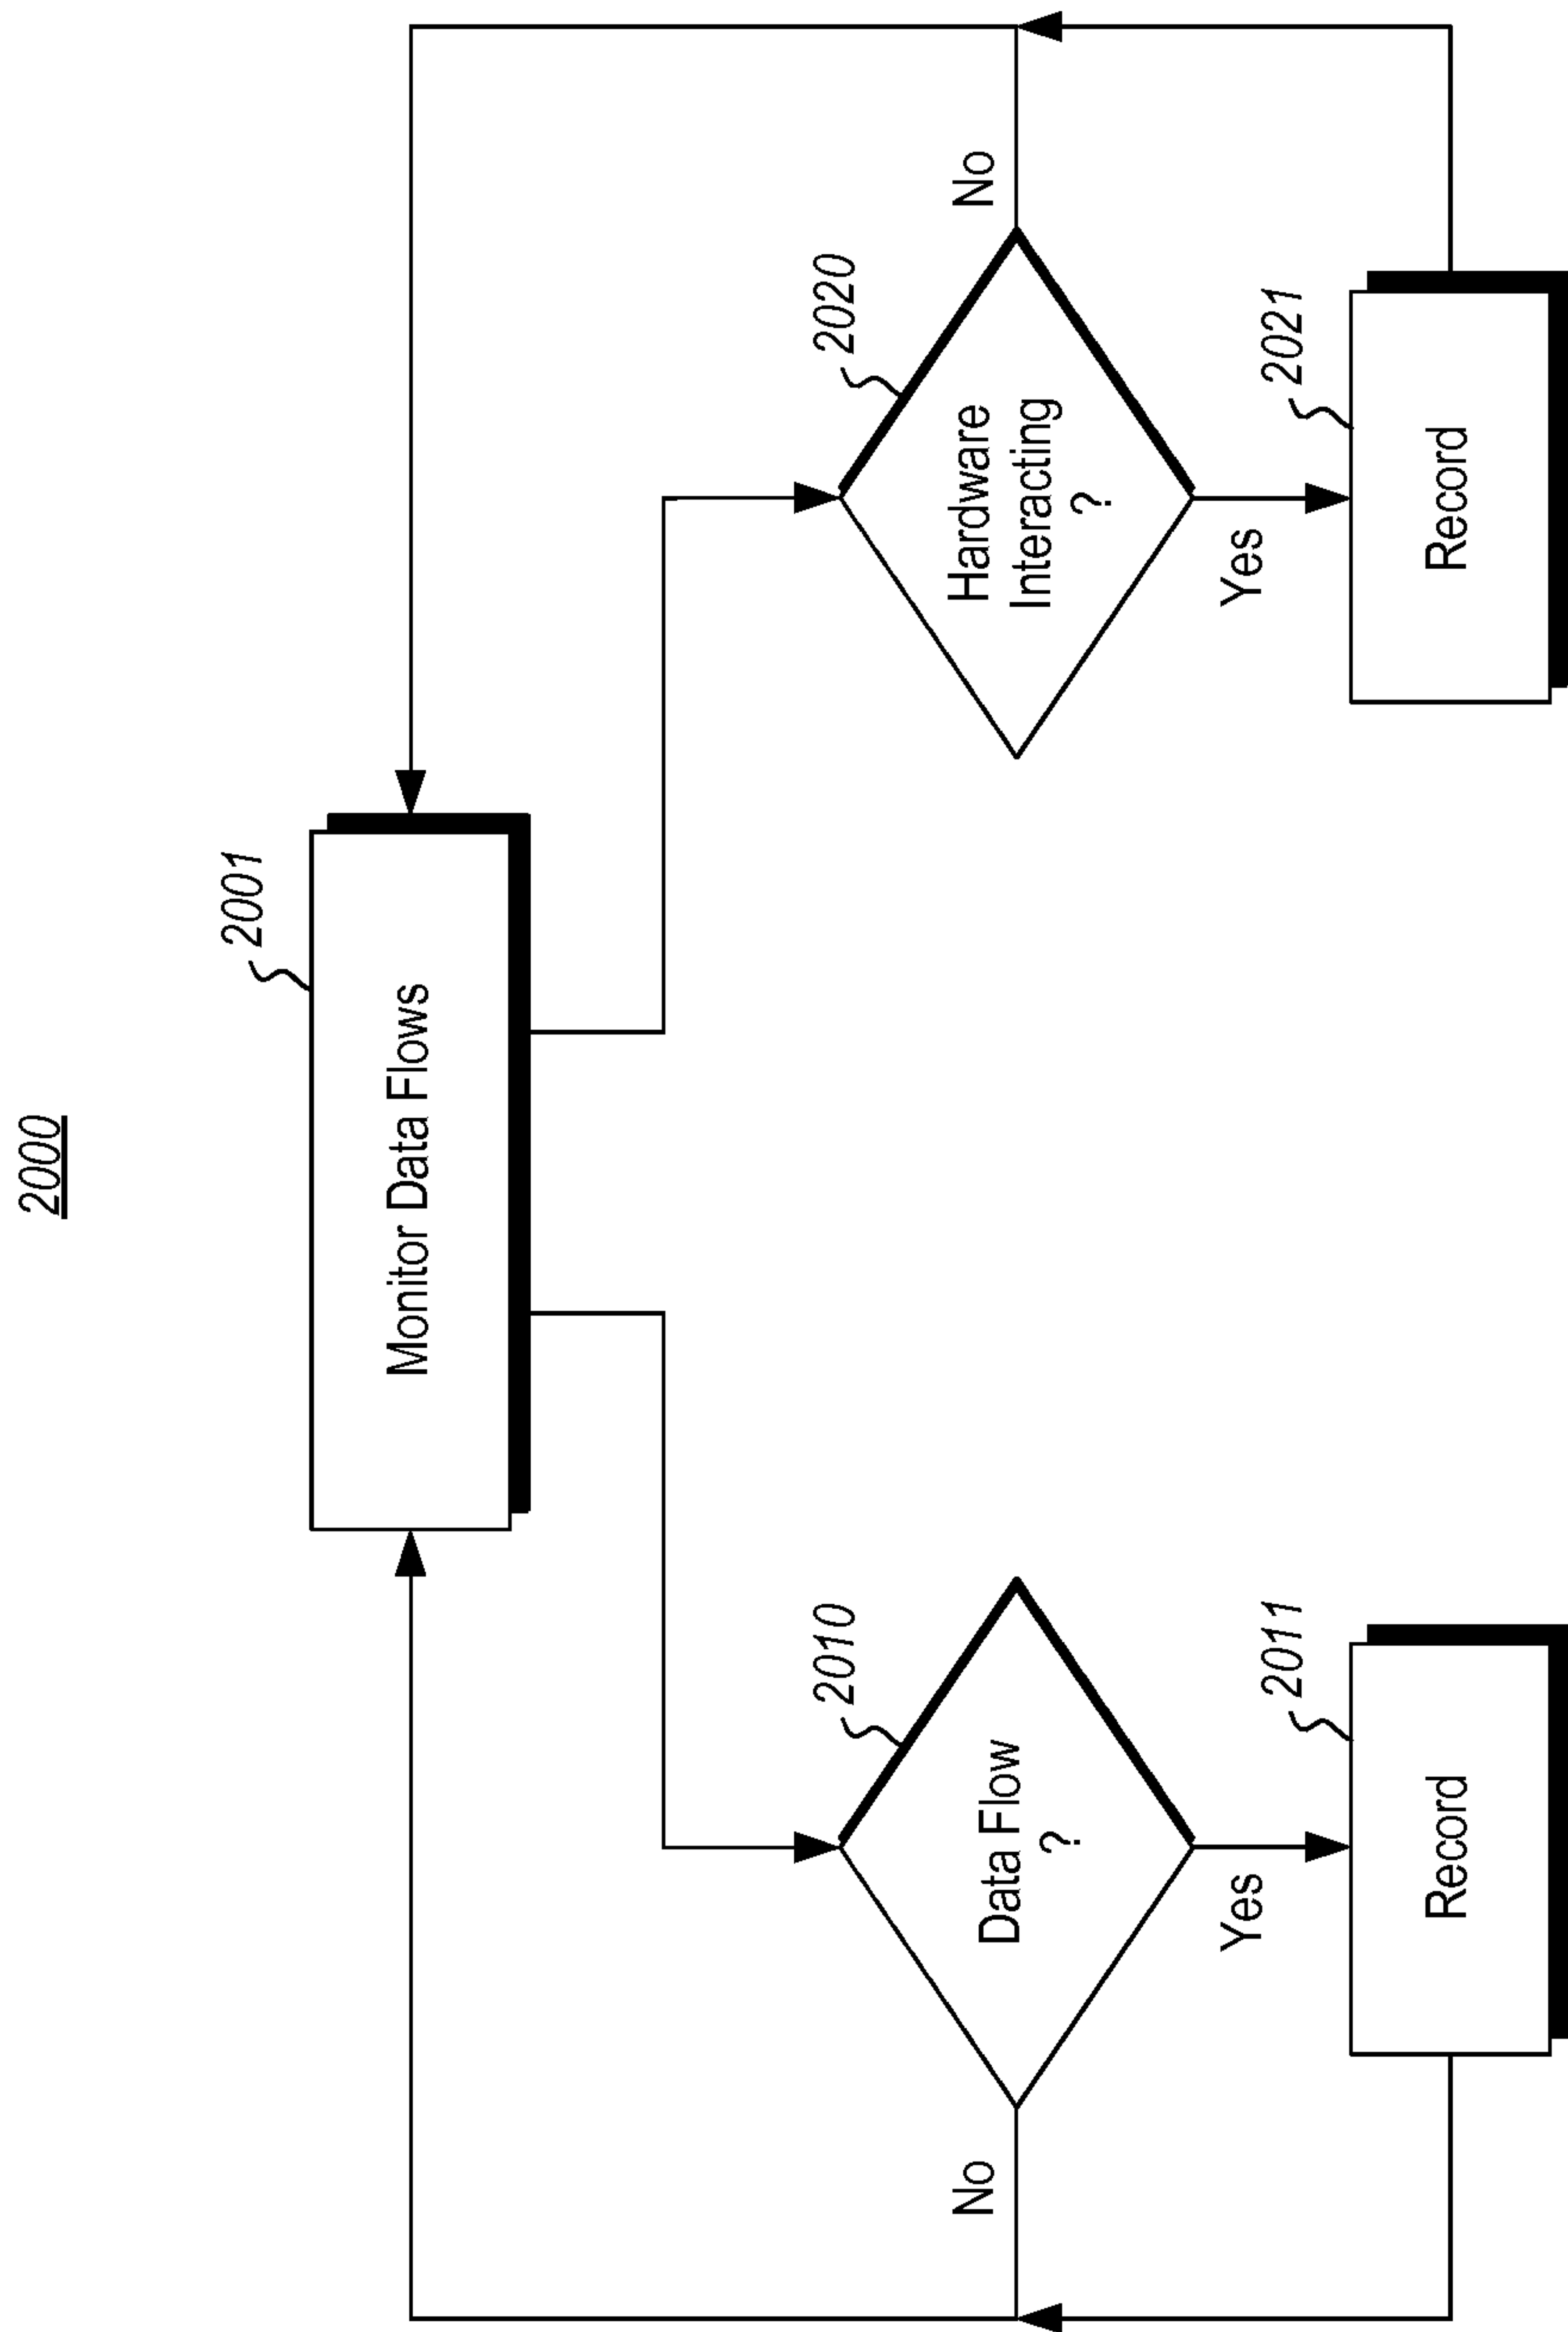 2000
2001
Monitor Data Flows
2010
Data Flow
?
No
Yes
2011
Record
2020
Hardware
Interacting
?
No
Yes
2021
Record